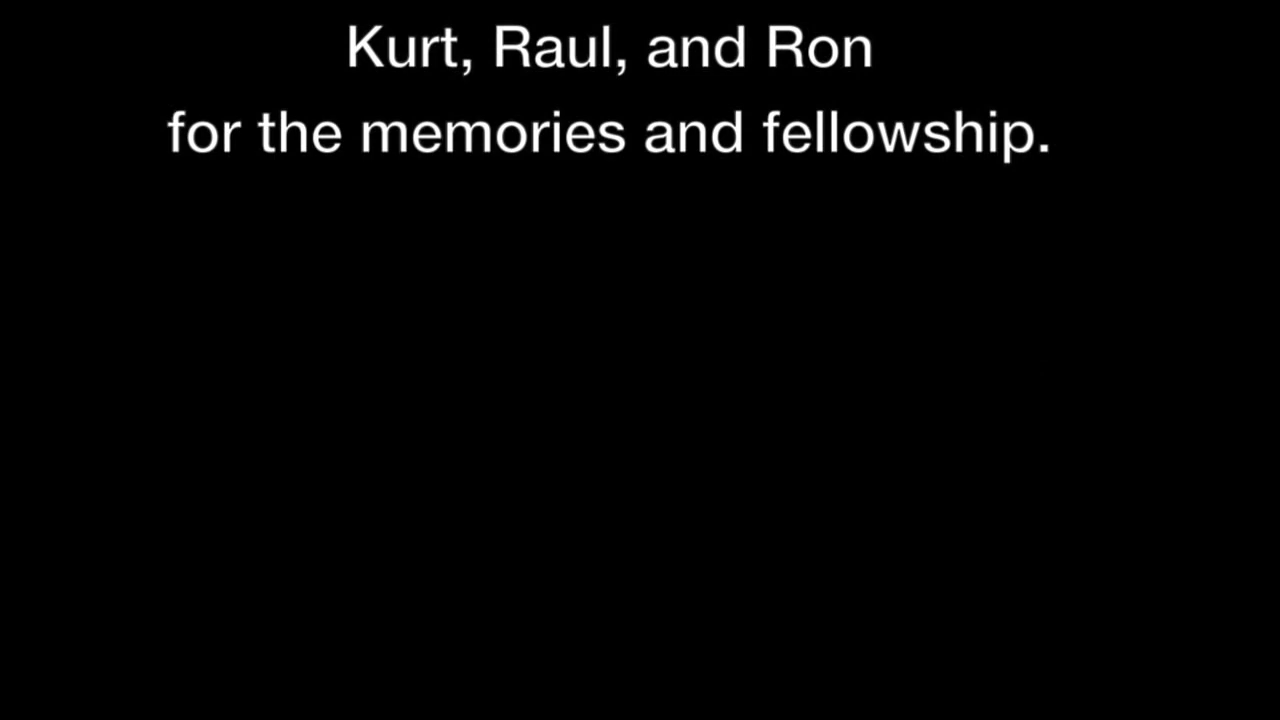 Kurt, Raul, and Ron
for the memories and fellowship.